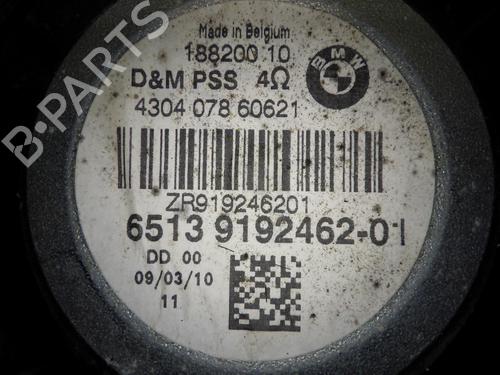 Made in Belgium
188200 10
D&M PSS 4Ω
BMW
4304 078 60621
ZR919246201
6513 9192462-01
DD 00
09/03/10
11
B-PARTS